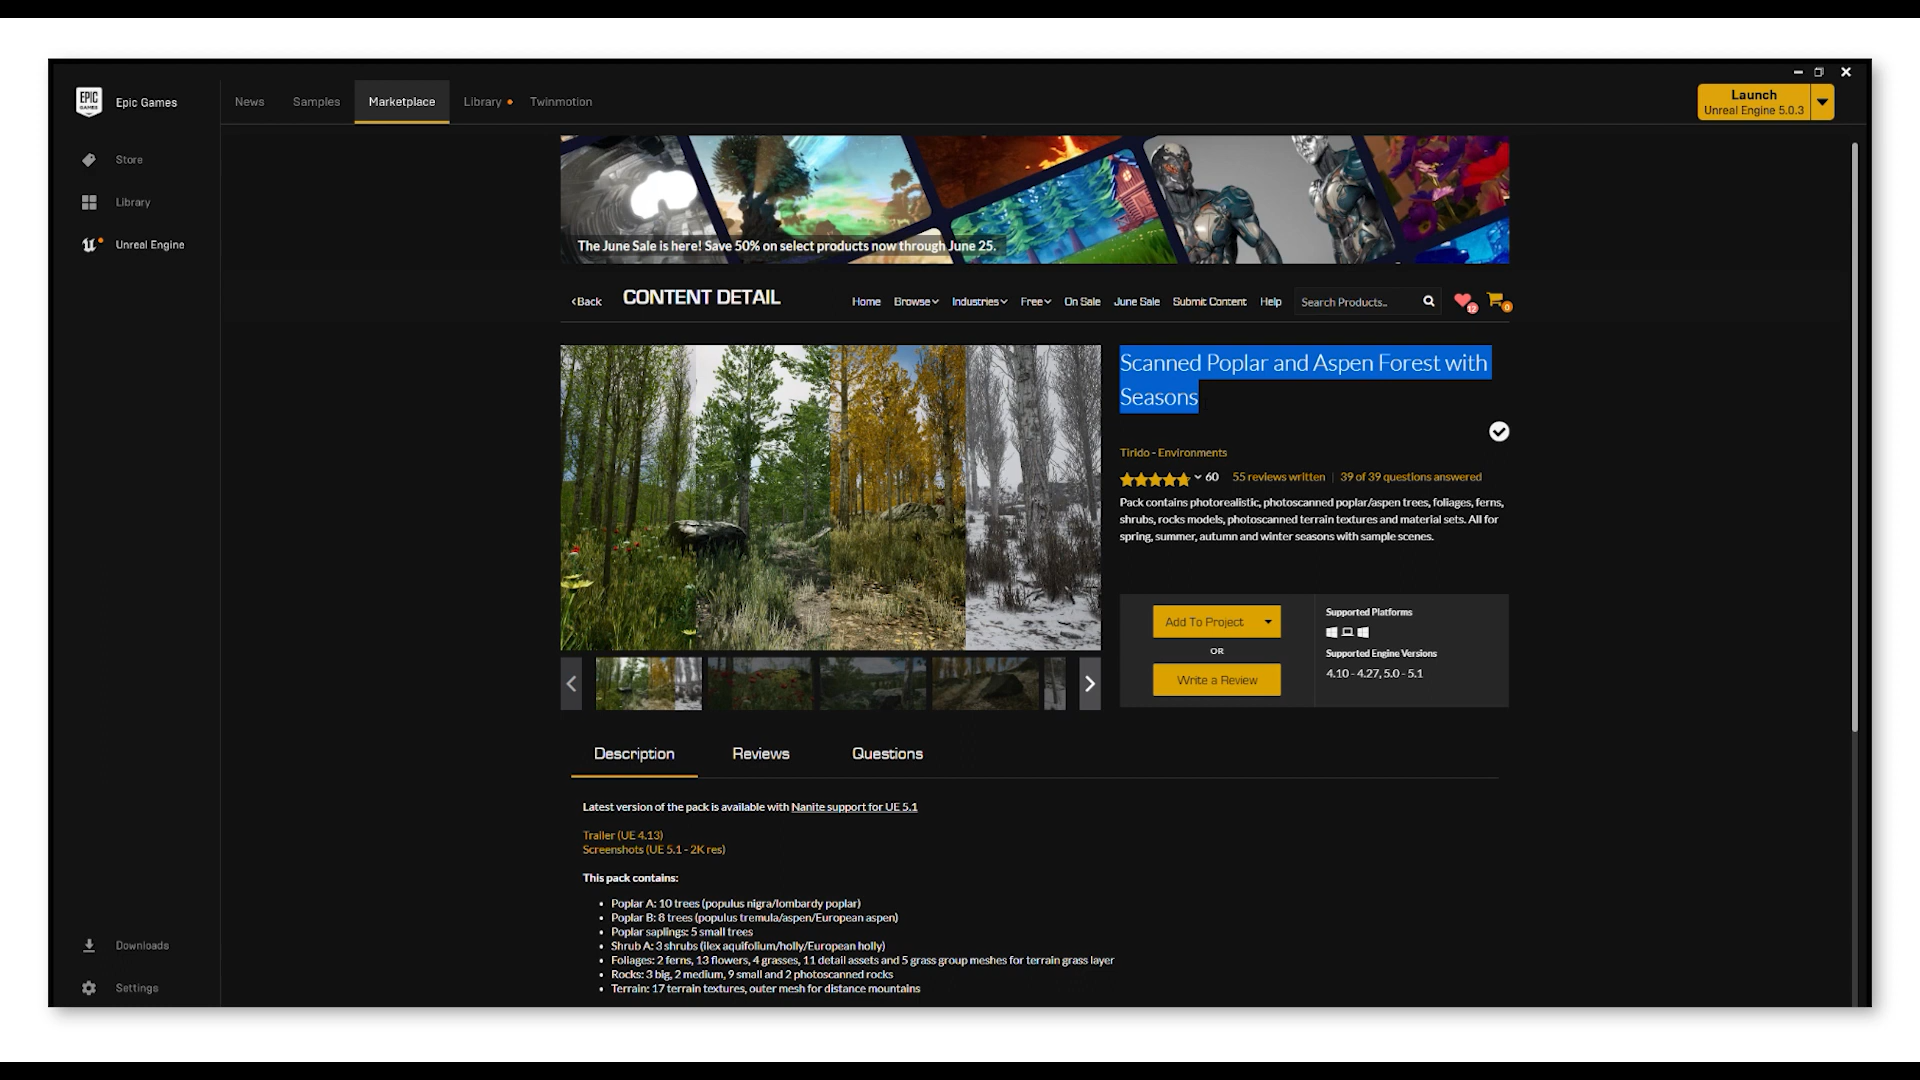 EPIC GAMES
Epic Games
News
Samples
Marketplace
Library
Twinmotion
Launch
Unreal Engine 5.0.3
Store
Library
Unreal Engine
The June Sale is here! Save 50% on select products now through June 25.
Back
CONTENT DETAIL
Home
Browse
Industries
Free
On Sale
June Sale
Submit Content
Help
Search Products...
12
0
Scanned Poplar and Aspen Forest with
Seasons
Tirido - Environments
60
55 reviews written | 39 of 39 questions answered
Pack contains photorealistic, photoscanned poplar/aspen trees, foliages, ferns,
shrubs, rocks models, photoscanned terrain textures and material sets. All for
spring, summer, autumn and winter seasons with sample scenes.
Add To Project
OR
Write a Review
Supported Platforms
Supported Engine Versions
4.10 - 4.27, 5.0 - 5.1
Description
Reviews
Questions
Latest version of the pack is available with Nanite support for UE 5.1
Trailer (UE 4.13)
Screenshots (UE 5.1 - 2K res)
This pack contains:
• Poplar A: 10 trees (populus nigra/lombardy poplar)
• Poplar B: 8 trees (populus tremula/aspen/European aspen)
• Poplar saplings: 5 small trees
• Shrub A: 3 shrubs (ilex aquifolium/holly/European holly)
• Foliages: 2 ferns, 13 flowers, 4 grasses, 11 detail assets and 5 grass group meshes for terrain grass layer
• Rocks: 3 big, 2 medium, 9 small and 2 photoscanned rocks
• Terrain: 17 terrain textures, outer mesh for distance mountains
Downloads
Settings